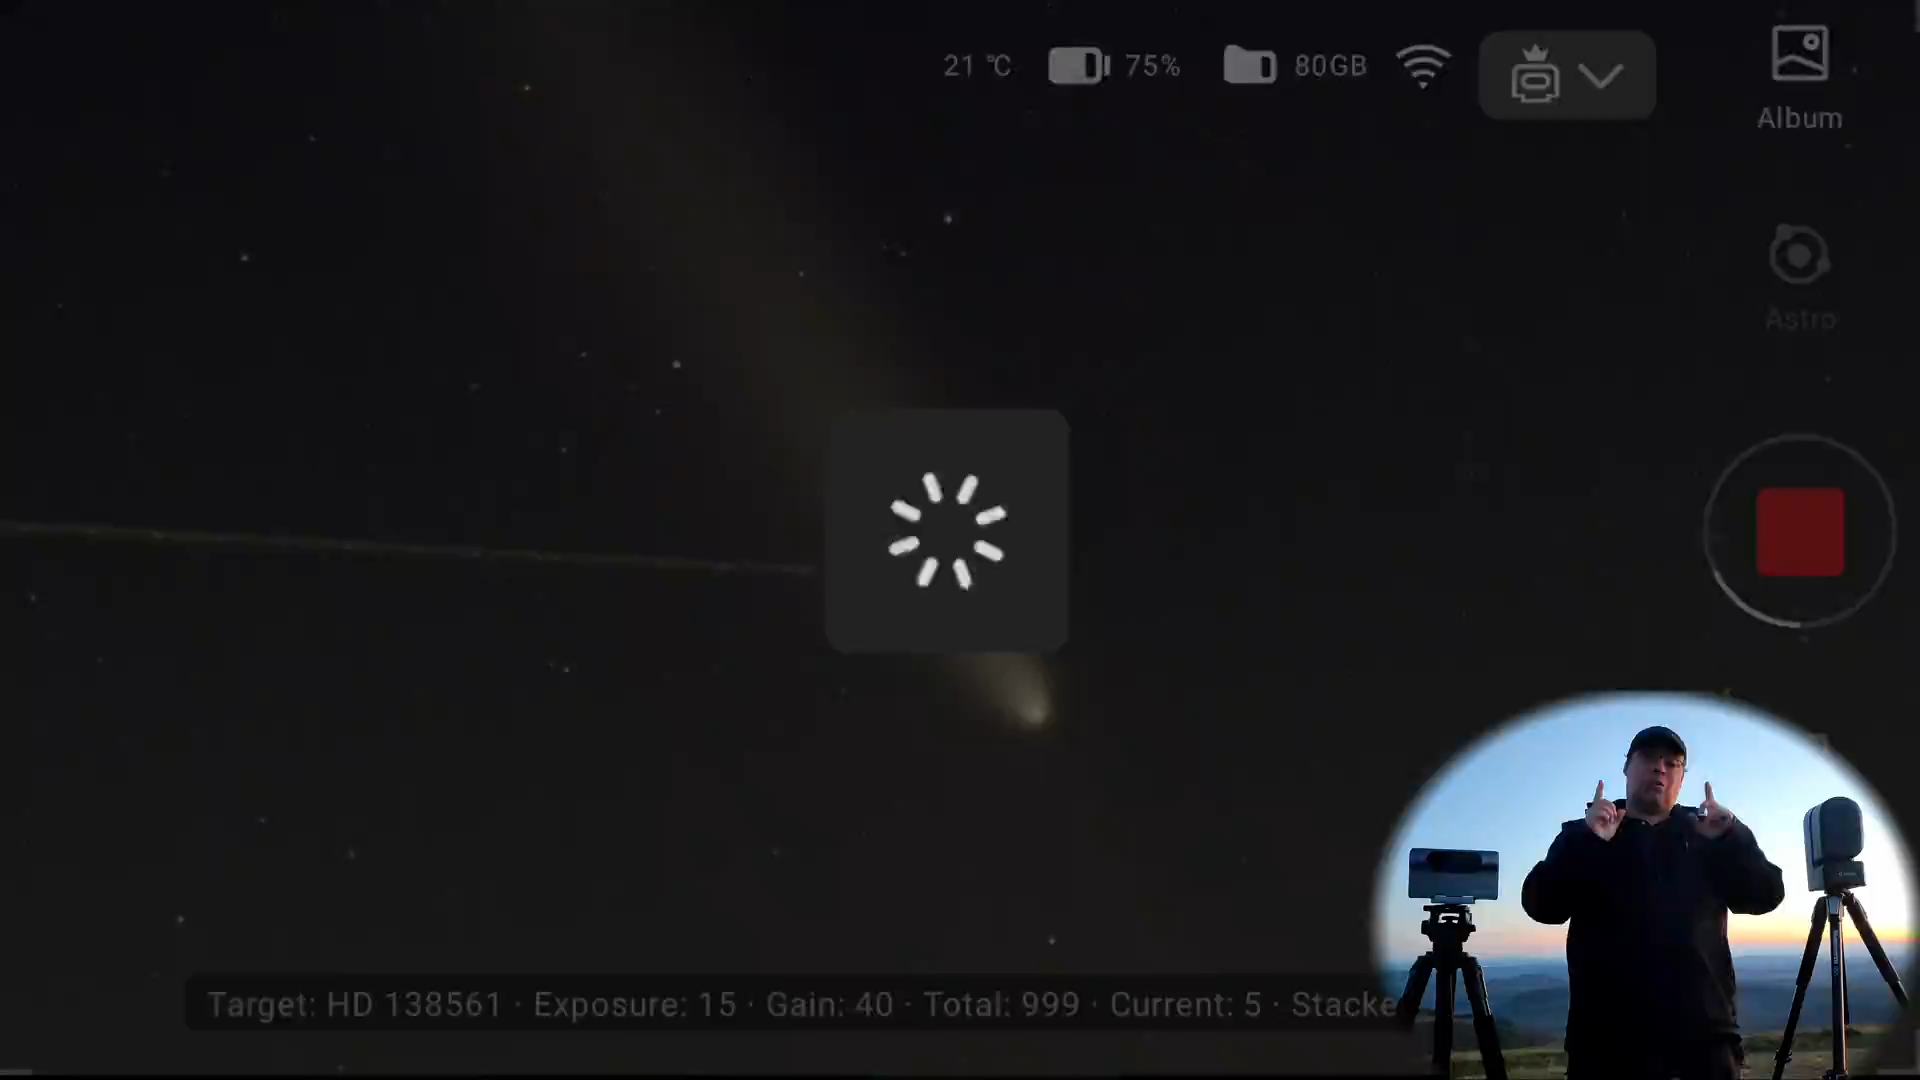 21 °C 75% 80GB
Album
Astro
Target: HD 138561 · Exposure: 15 · Gain: 40 · Total: 999 · Current: 5 · Stacke